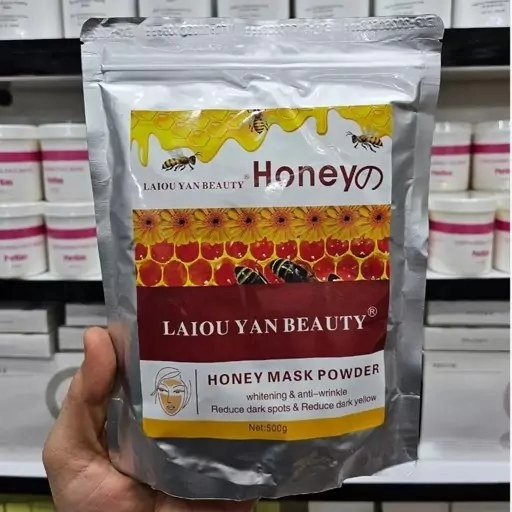 LAIOU YAN BEAUTY® Honeyの
LAIOU YAN BEAUTY®
HONEY MASK POWDER
whitening & anti-wrinkle
Reduce dark spots & Reduce dark yellow
Net:500g